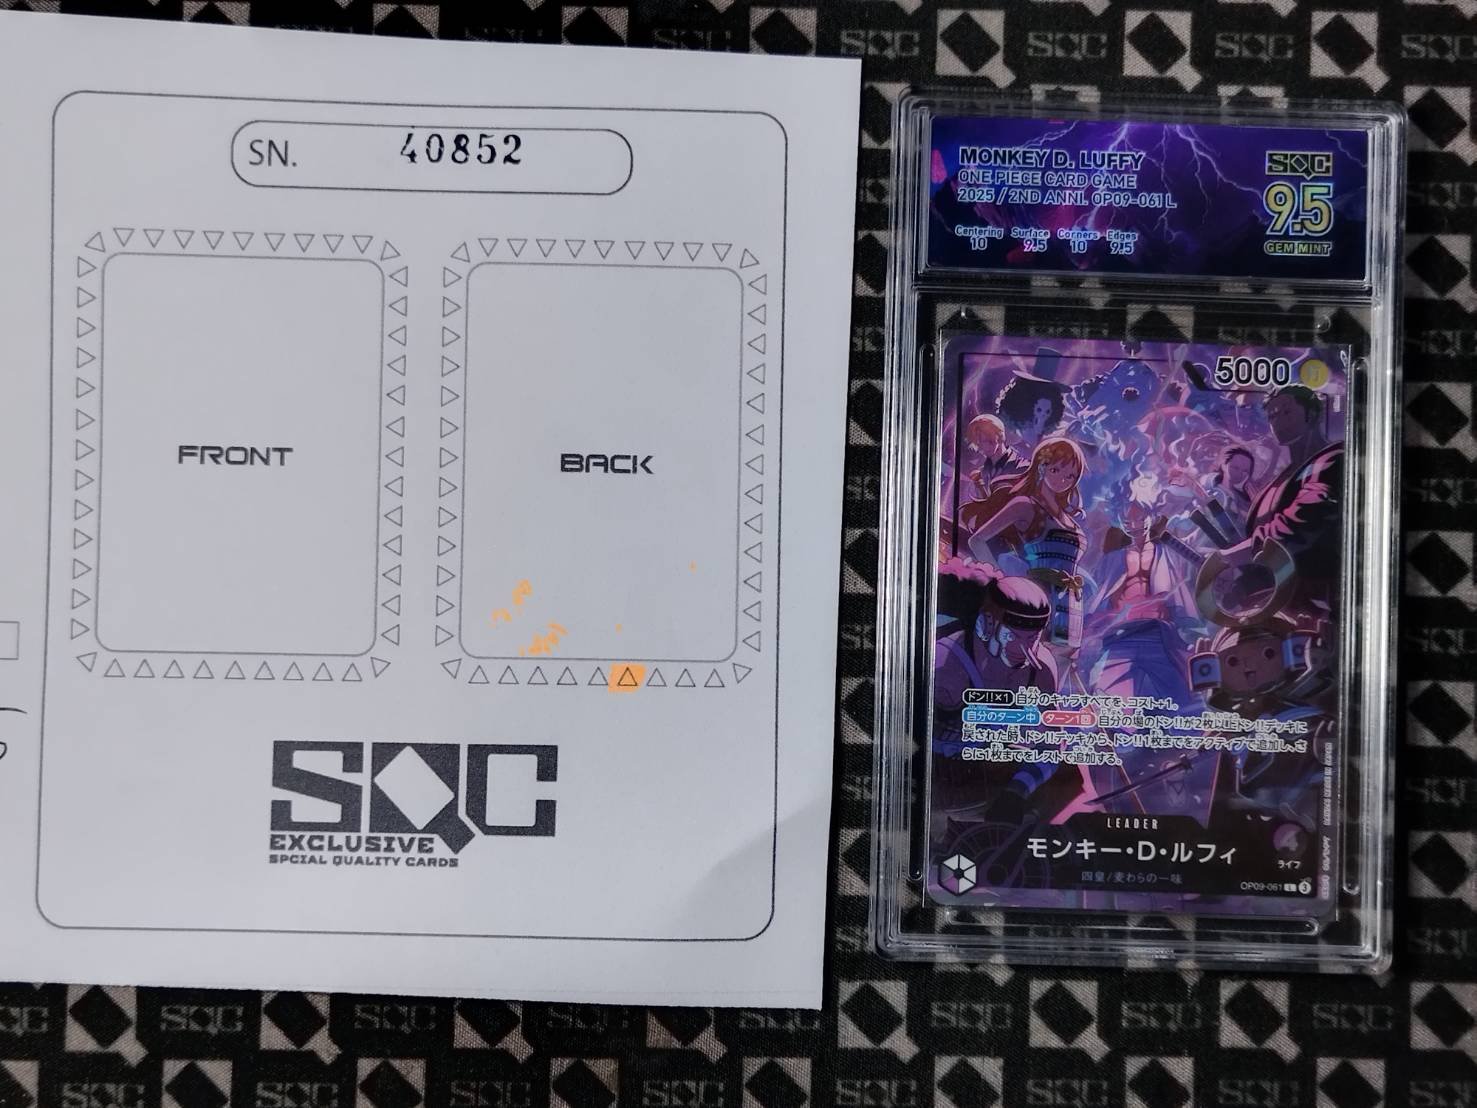 SN. 40852
FRONT
BACK
SQC
EXCLUSIVE
SPCIAL QUALITY CARDS
MONKEY D. LUFFY
ONE PIECE CARD GAME
2025 / 2ND ANNI. OP09-061 L
Centering Surface Corners Edges
10 9.5 10 9.5
SQC
9.5
GEM MINT
5000
ドン!!×1 自分のキャラすべてを、コスト+1。
自分のターン中 ターン1回 自分の場のドン!!が2枚以上ドン!!デッキに
戻された時、ドン!!デッキから、ドン!!1枚までをアクティブで追加し、さ
らに1枚までをレストで追加する。
LEADER
モンキー・D・ルフィ
四皇/麦わらの一味
4
ライフ
OP09-061 L 3